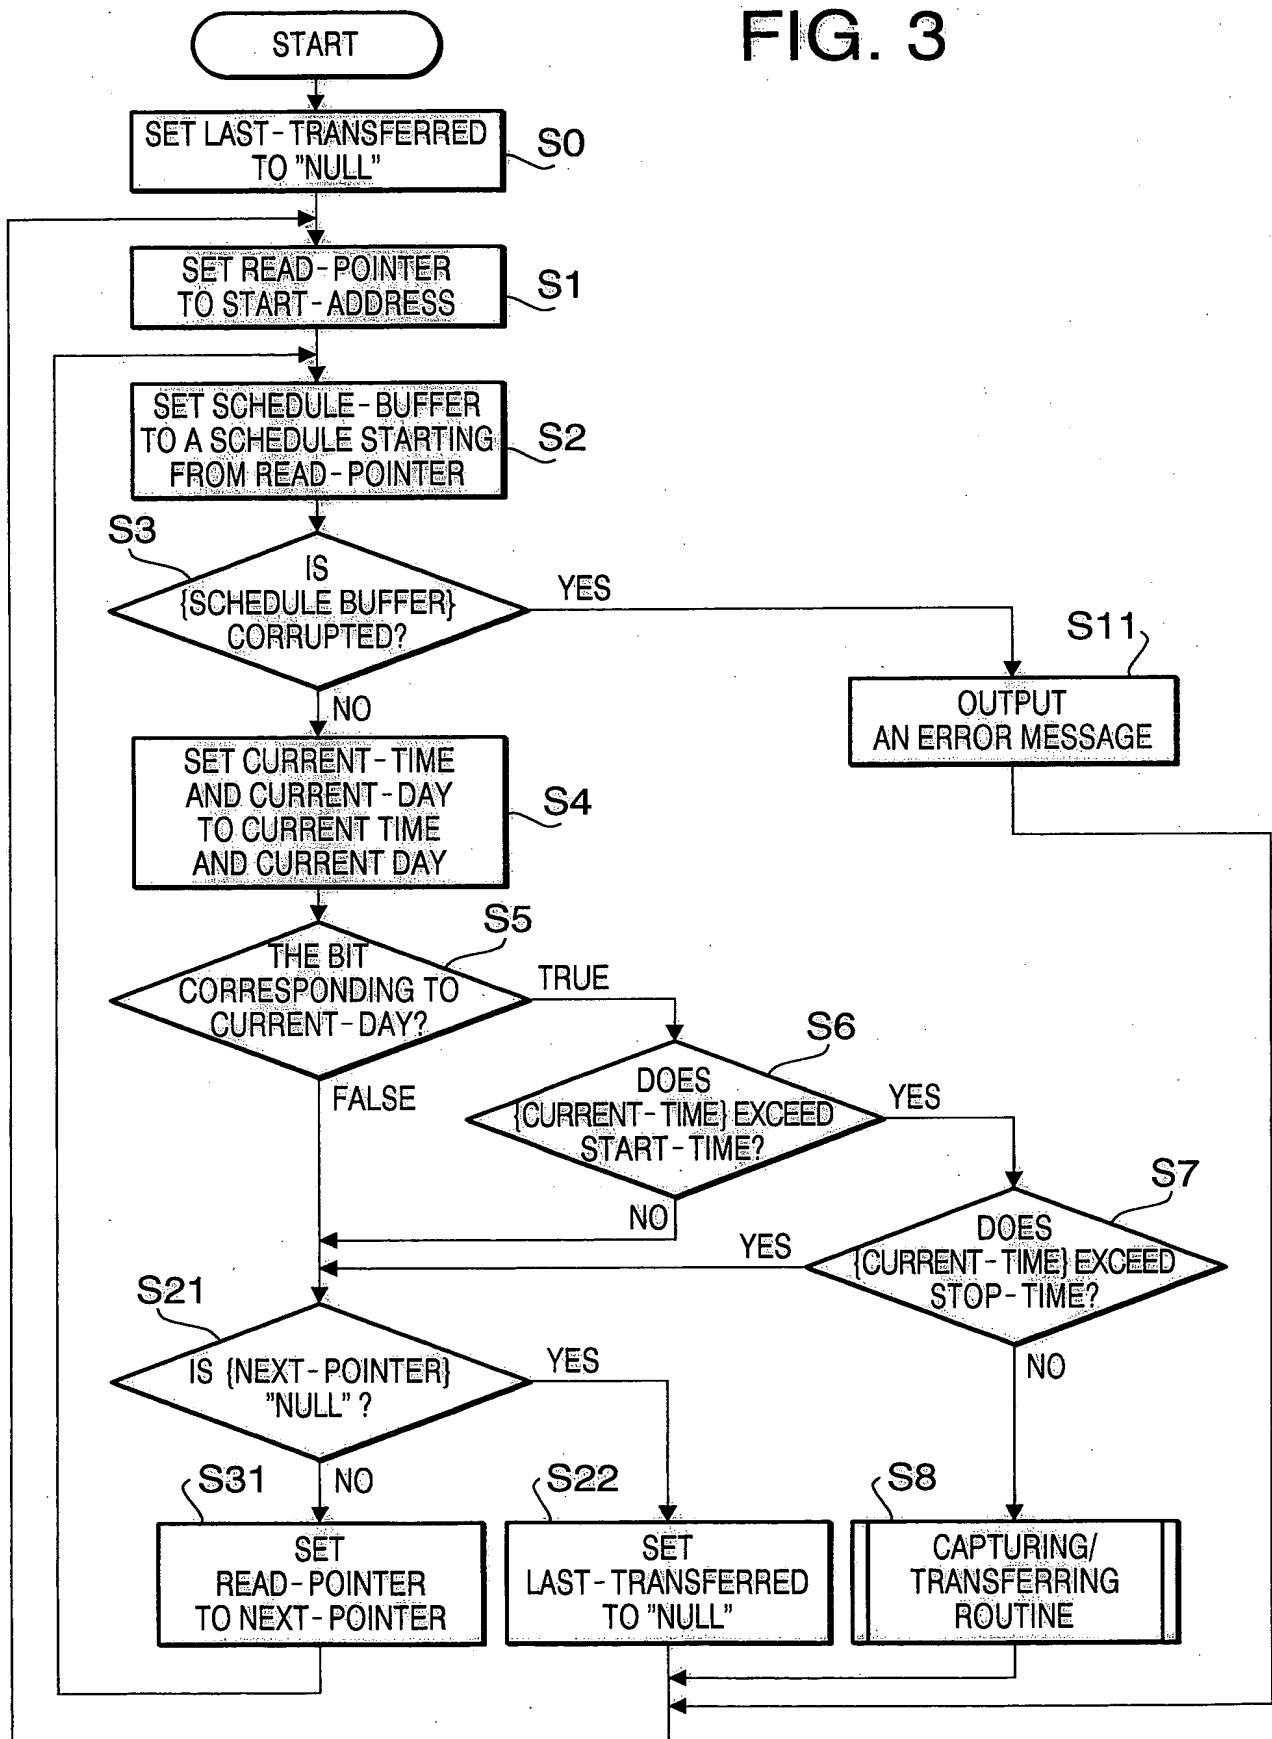 FIG. 3
START
SET LAST-TRANSFERRED
TO "NULL"
S0
SET READ-POINTER
TO START-ADDRESS
S1
SET SCHEDULE-BUFFER
TO A SCHEDULE STARTING
FROM READ-POINTER
S2
S3
IS
{SCHEDULE BUFFER}
CORRUPTED?
YES
NO
S11
OUTPUT
AN ERROR MESSAGE
SET CURRENT-TIME
AND CURRENT-DAY
TO CURRENT TIME
AND CURRENT DAY
S4
S5
THE BIT
CORRESPONDING TO
CURRENT-DAY?
TRUE
FALSE
S6
DOES
{CURRENT-TIME} EXCEED
START-TIME?
YES
NO
S7
DOES
{CURRENT-TIME} EXCEED
STOP-TIME?
YES
NO
S21
IS {NEXT-POINTER}
"NULL" ?
YES
NO
S31
SET
READ-POINTER
TO NEXT-POINTER
S22
SET
LAST-TRANSFERRED
TO "NULL"
S8
CAPTURING/
TRANSFERRING
ROUTINE